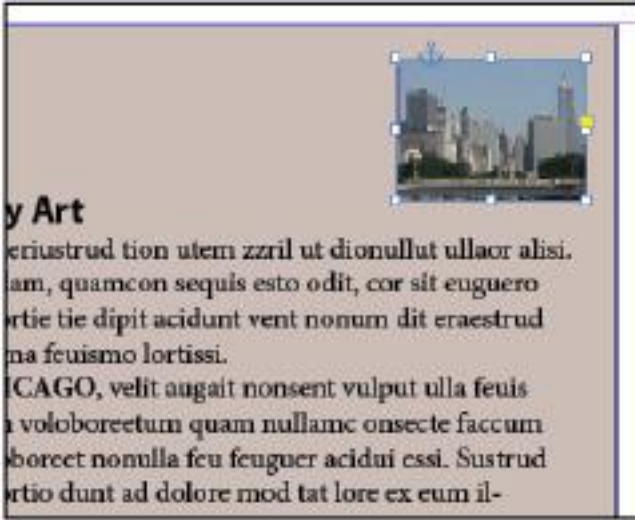 y Art
eriustrud tion utem zzril ut dionullut ullaor alisi.
am, quamcon sequis esto odit, cor sit euguero
rtie tie dipit acidunt vent nonum dit eraestrud
na feuismo lortissi.
ICAGO, velit augait nonsent vulput ulla feuis
voloboreetum quam nullamc onsecte faccum
boreet nonulla feu feuguer acidui essi. Sustrud
rtio dunt ad dolore mod tat lore ex eum il-